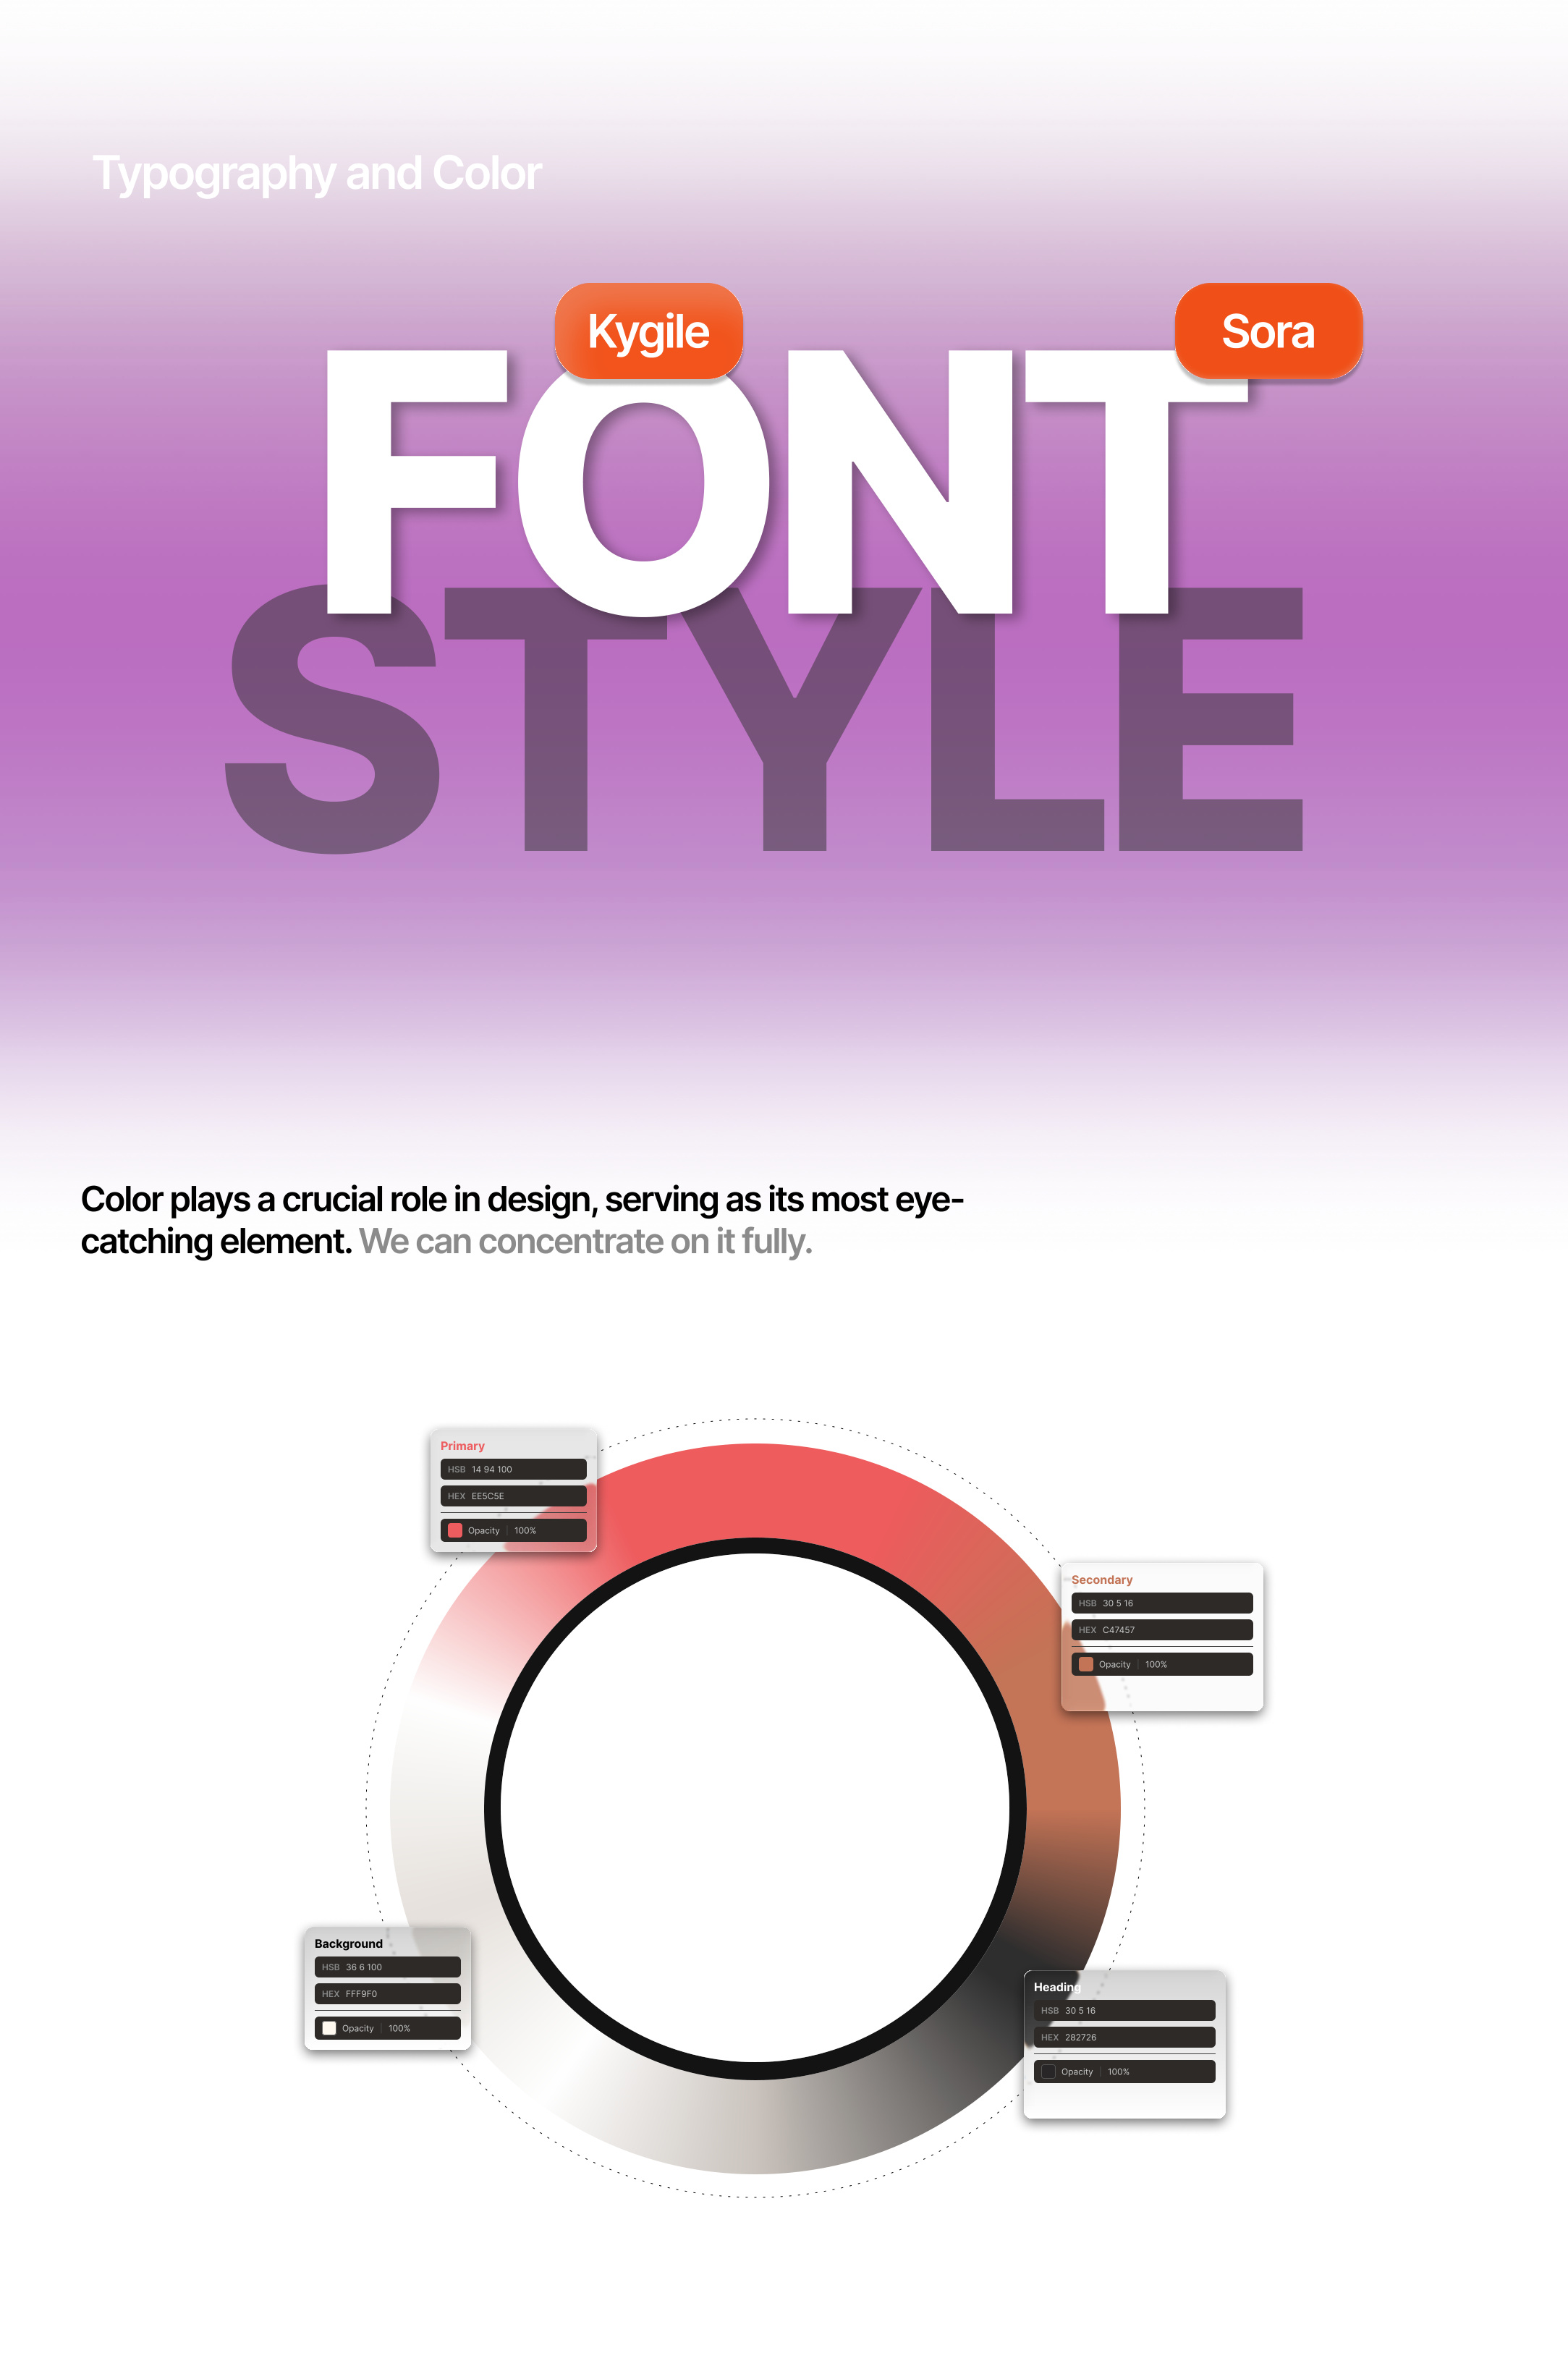 Typography and Color
Kygile
Sora
FONT
STYLE
Color plays a crucial role in design, serving as its most eye-
catching element. We can concentrate on it fully.
Primary
HSB 14 94 100
HEX EE5C5E
Opacity 100%
Secondary
HSB 30 5 16
HEX C47457
Opacity 100%
Background
HSB 36 6 100
HEX FFF9F0
Opacity 100%
Heading
HSB 30 5 16
HEX 282726
Opacity 100%